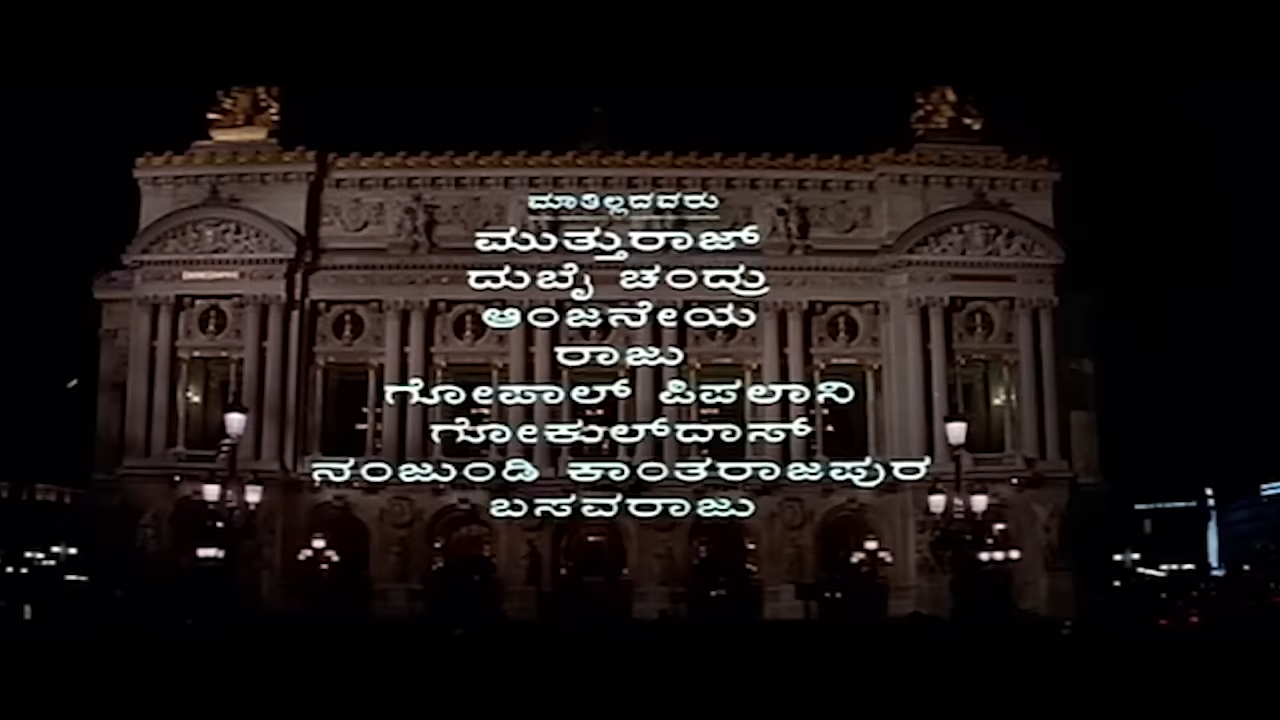 ಮಾತಿಲ್ಲದವರು
ಮುತ್ತುರಾಜ್
ದುಬೈ ಚಂದ್ರು
ಆಂಜನೇಯ
ರಾಜು
ಗೋಪಾಲ್ ಪಿಪಲಾನಿ
ಗೋಕುಲ್‌ದಾಸ್
ನಂಜುಂಡಿ ಕಾಂತರಾಜಪುರ
ಬಸವರಾಜು